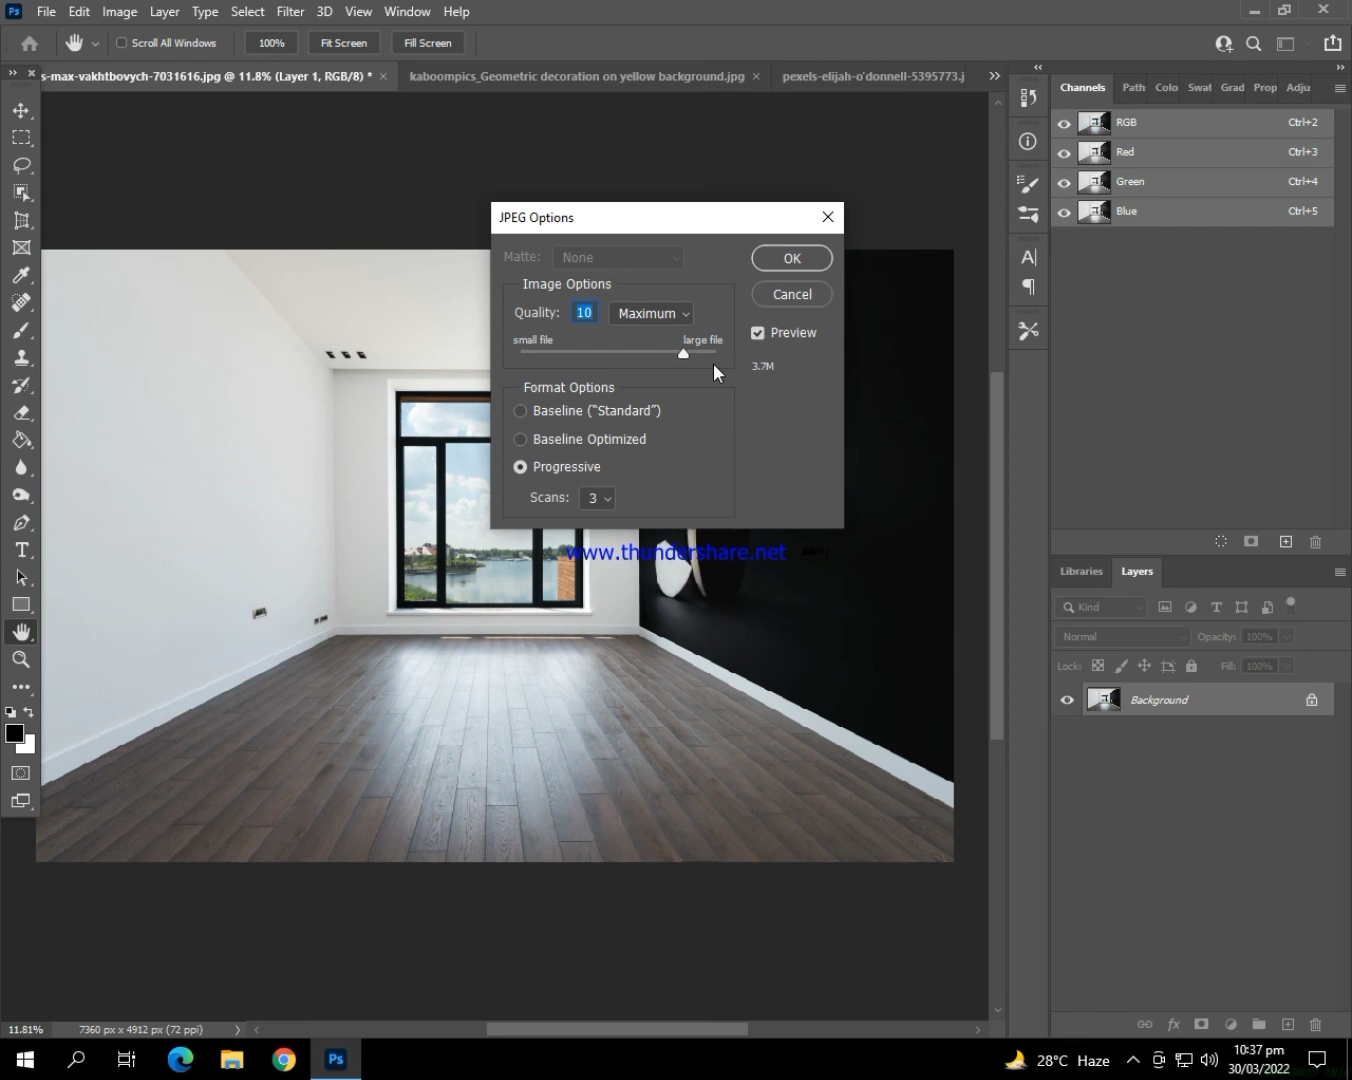 Ps File Edit Image Layer Type Select Filter 3D View Window Help
Scroll All Windows 100% Fit Screen Fill Screen
s-max-vakhtbovych-7031616.jpg @ 11.8% (Layer 1, RGB/8) * × kaboompics_Geometric decoration on yellow background.jpg × pexels-elijah-o'donnell-5395773.j
Channels Path Colo Swat Grad Prop Adju
RGB Ctrl+2
Red Ctrl+3
Green Ctrl+4
Blue Ctrl+5
JPEG Options
Matte: None OK
Image Options
Cancel
Quality: 10 Maximum
Preview
small file large file
3.7M
Format Options
Baseline (“Standard”)
Baseline Optimized
Progressive
Scans: 3
www.thundershare.net
Libraries Layers
Kind
Normal Opacity: 100%
Lock: Fill: 100%
Background
11.81% 7360 px x 4912 px (72 ppi)
Ps 28°C Haze 10:37 pm
30/03/2022